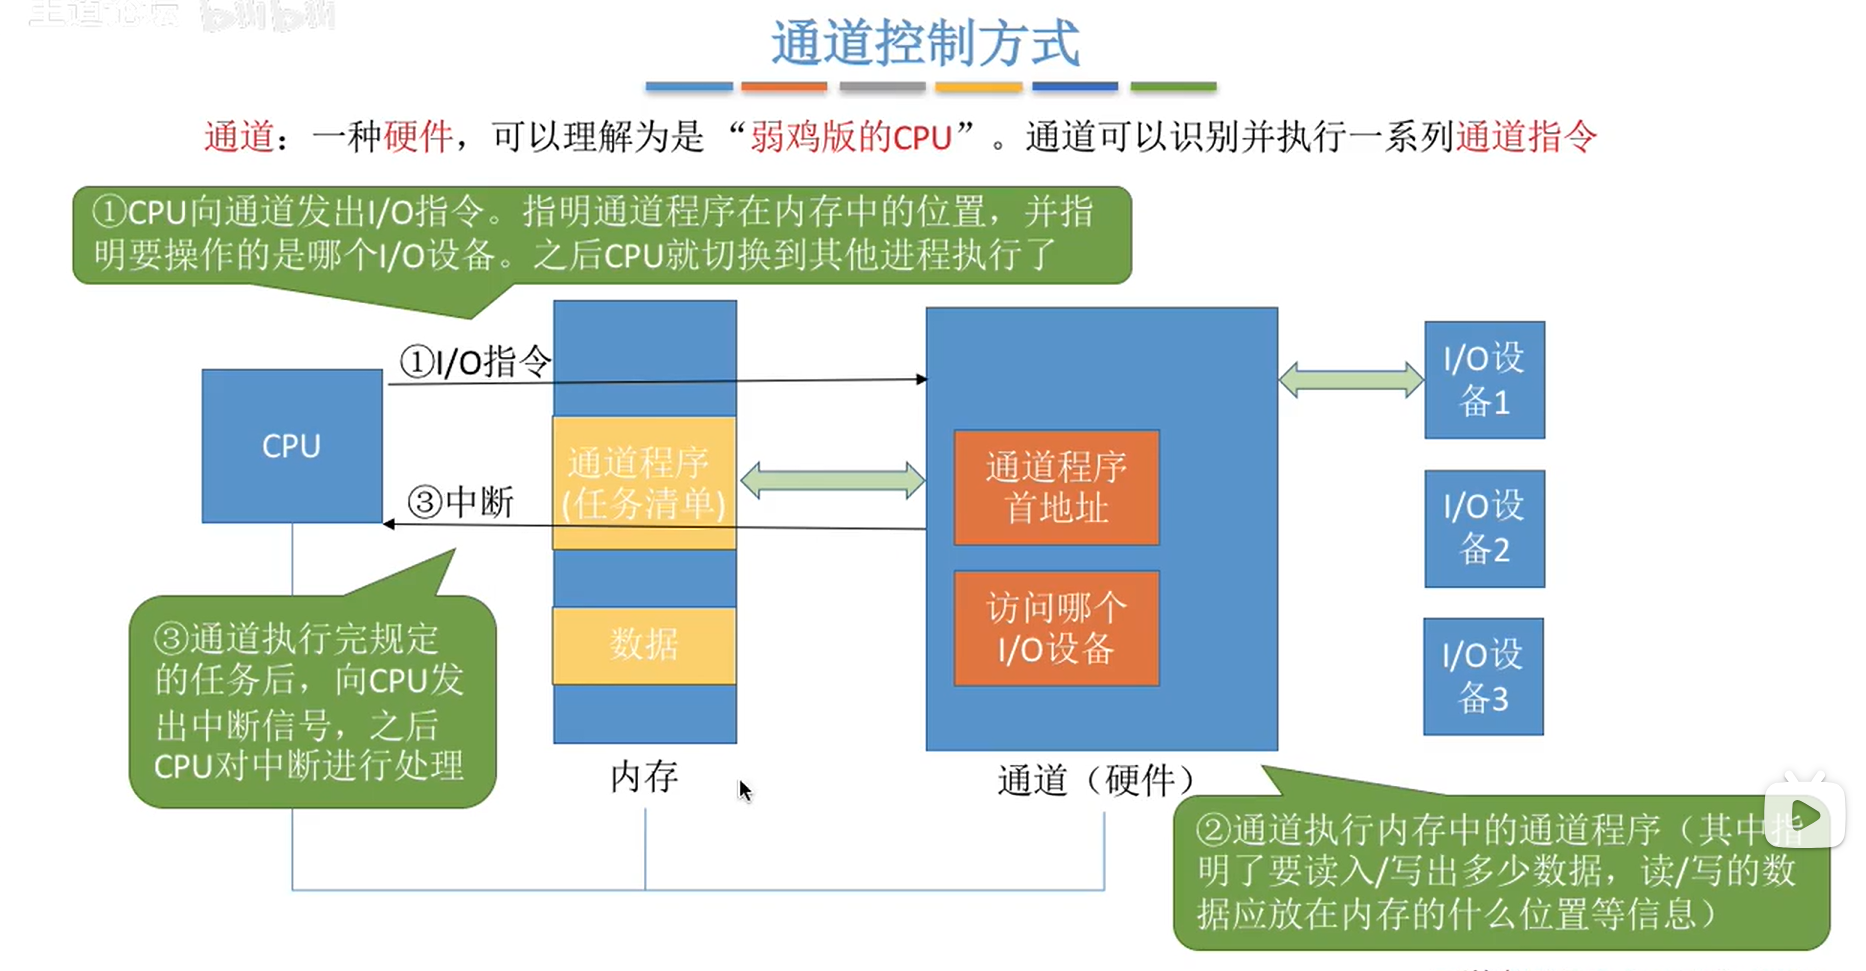 通道控制方式
通道：一种硬件，可以理解为是“弱鸡版的CPU”。通道可以识别并执行一系列通道指令
①CPU向通道发出I/O指令。指明通道程序在内存中的位置，并指
明要操作的是哪个I/O设备。之后CPU就切换到其他进程执行了
①I/O指令
CPU
③中断
通道程序
(任务清单)
数据
内存
通道程序
首地址
访问哪个
I/O设备
通道（硬件）
I/O设
备1
I/O设
备2
I/O设
备3
③通道执行完规定
的任务后，向CPU发
出中断信号，之后
CPU对中断进行处理
②通道执行内存中的通道程序（其中指
明了要读入/写出多少数据，读/写的数
据应放在内存的什么位置等信息）